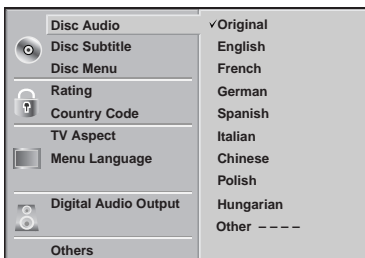 Disc Audio
Disc Subtitle
Disc Menu
Rating
Country Code
TV Aspect
Menu Language
Digital Audio Output
Others
✓Original
English
French
German
Spanish
Italian
Chinese
Polish
Hungarian
Other – – – –